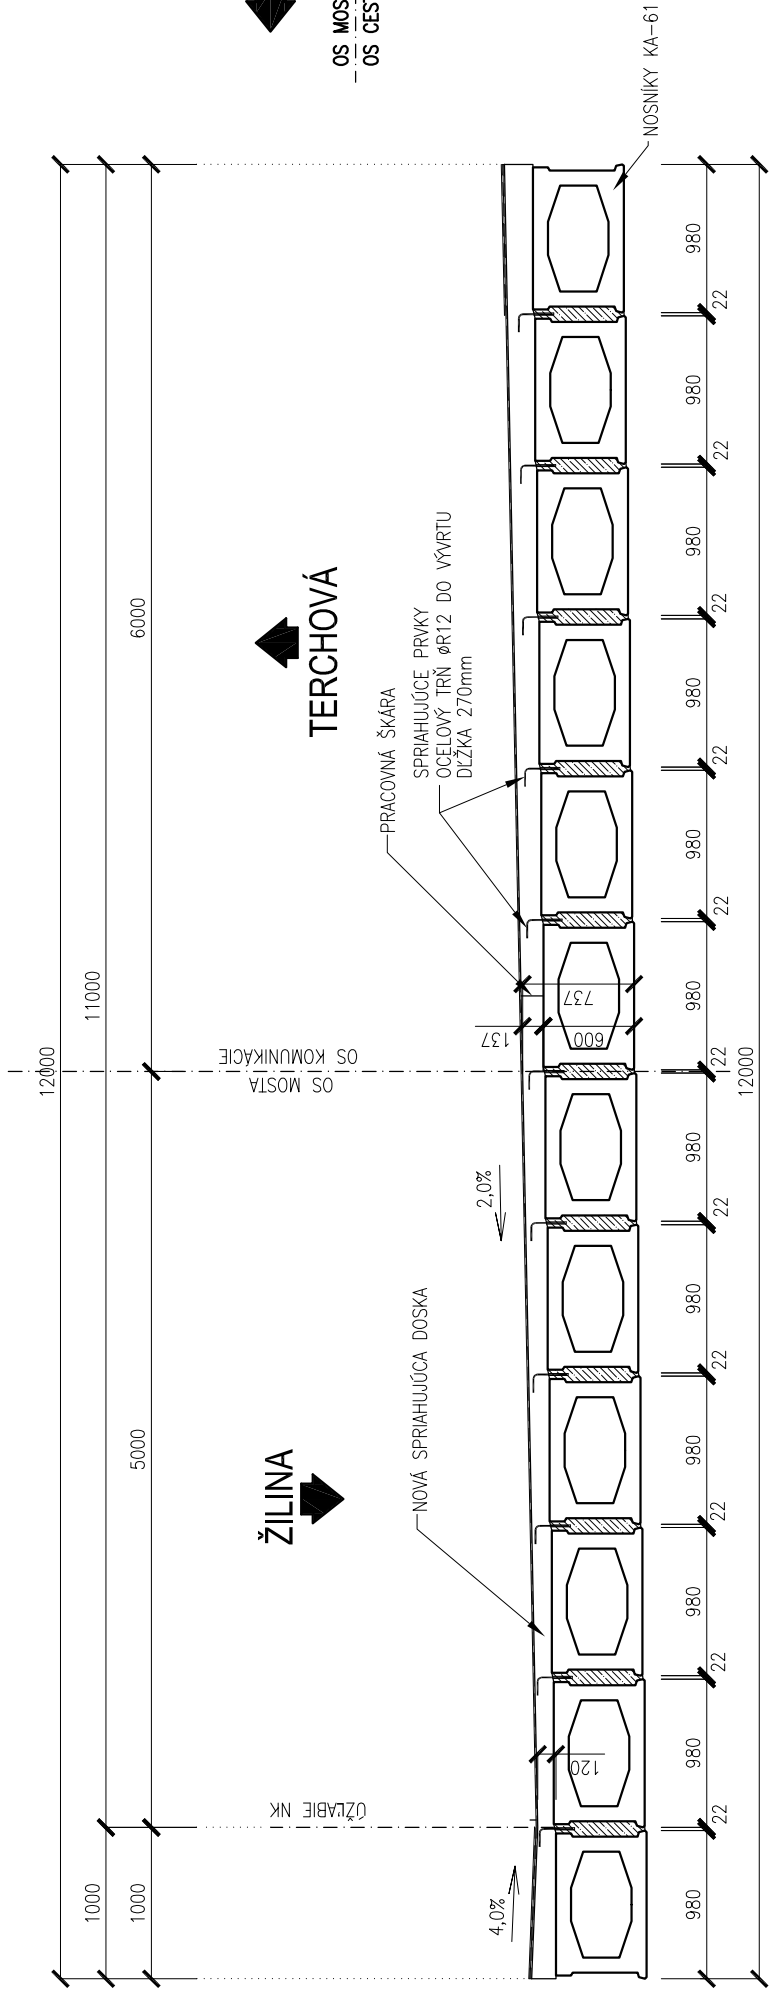 12000
11000
1000
1000
5000
6000
ŽILINA
TERCHOVÁ
OS MOSTA
OS KOMUNIKÁCIE
ÚŽĽABIE NK
4,0%
2,0%
NOVÁ SPRIAHUJÚCA DOSKA
PRACOVNÁ ŠKÁRA
SPRIAHUJÚCE PRVKY
OCELOVÝ TRŇ øR12 DO VÝVRTU
DĹŽKA 270mm
120
137
600
737
NOSNÍKY KA-61
980
22
980
22
980
22
980
22
980
22
980
22
980
22
980
22
980
22
980
22
980
22
980
12000
OS MOS
OS CES